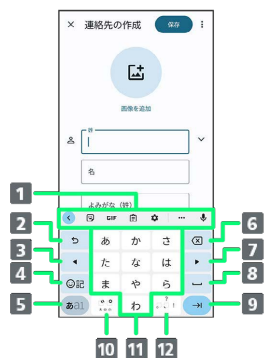 × 連絡先の作成 保存
画像を追加
姓
名
よみがな（姓）
1
GIF
2 あ か さ 6
3 た な は 7
4 ☺記 ま や ら 8
5 あa1 わ 、。?! 9
10 11 12